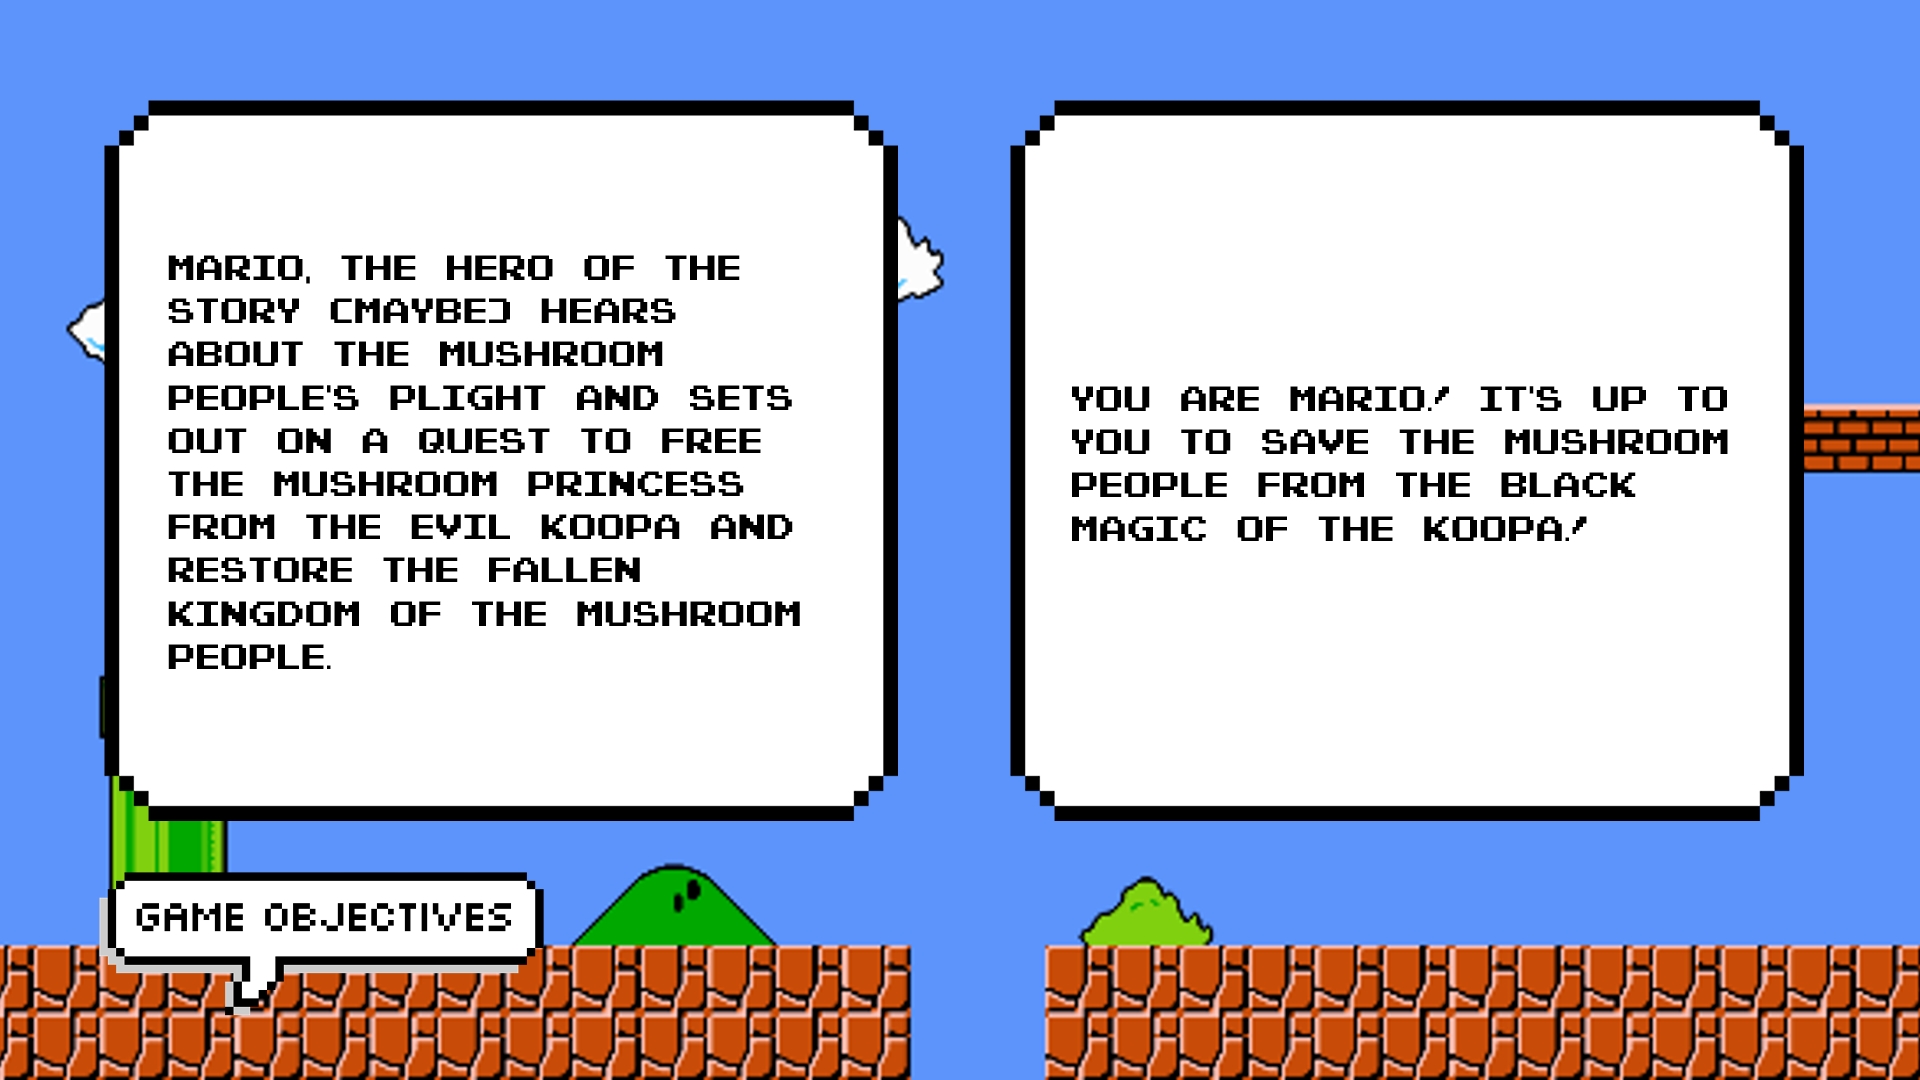 MARIO, THE HERO OF THE
STORY (MAYBE) HEARS
ABOUT THE MUSHROOM
PEOPLE'S PLIGHT AND SETS
OUT ON A QUEST TO FREE
THE MUSHROOM PRINCESS
FROM THE EVIL KOOPA AND
RESTORE THE FALLEN
KINGDOM OF THE MUSHROOM
PEOPLE.
YOU ARE MARIO! IT'S UP TO
YOU TO SAVE THE MUSHROOM
PEOPLE FROM THE BLACK
MAGIC OF THE KOOPA!
GAME OBJECTIVES